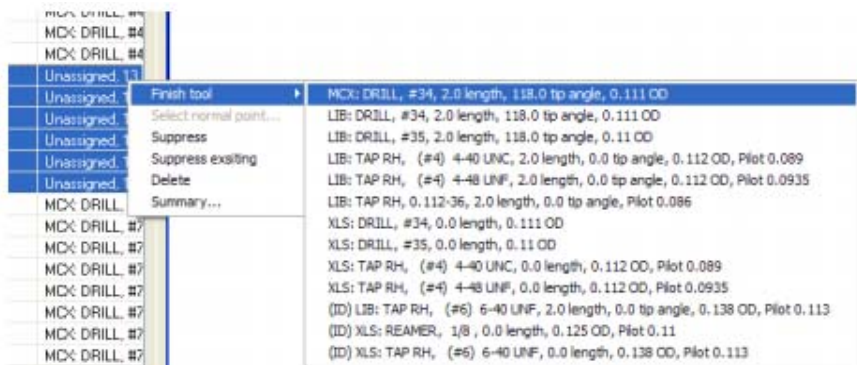 MCX: DRILL, #4
MCX: DRILL, #4
MCX: DRILL, #4
Unassigned, 13
Unassigned, 1
Unassigned, 1
Unassigned, 1
Unassigned, 1
Unassigned, 1
MCX: DRILL,
MCX: DRILL, #7
MCX: DRILL, #7
MCX: DRILL, #7
MCX: DRILL, #7
MCX: DRILL, #7
MCX: DRILL, #7
MCX: DRILL, #7
Finish tool
Select normal point...
Suppress
Suppress exsiting
Delete
Summary...
MCX: DRILL, #34, 2.0 length, 118.0 tip angle, 0.111 OD
LIB: DRILL, #34, 2.0 length, 118.0 tip angle, 0.111 OD
LIB: DRILL, #35, 2.0 length, 118.0 tip angle, 0.11 OD
LIB: TAP RH, (#4) 4-40 UNC, 2.0 length, 0.0 tip angle, 0.112 OD, Pilot 0.089
LIB: TAP RH, (#4) 4-48 UNF, 2.0 length, 0.0 tip angle, 0.112 OD, Pilot 0.0935
LIB: TAP RH, 0.112-36, 2.0 length, 0.0 tip angle, Pilot 0.086
XLS: DRILL, #34, 0.0 length, 0.111 OD
XLS: DRILL, #35, 0.0 length, 0.11 OD
XLS: TAP RH, (#4) 4-40 UNC, 0.0 length, 0.112 OD, Pilot 0.089
XLS: TAP RH, (#4) 4-48 UNF, 0.0 length, 0.112 OD, Pilot 0.0935
(ID) LIB: TAP RH, (#6) 6-40 UNF, 2.0 length, 0.0 tip angle, 0.138 OD, Pilot 0.113
(ID) XLS: REAMER, 1/8 , 0.0 length, 0.125 OD, Pilot 0.11
(ID) XLS: TAP RH, (#6) 6-40 UNF, 0.0 length, 0.138 OD, Pilot 0.113